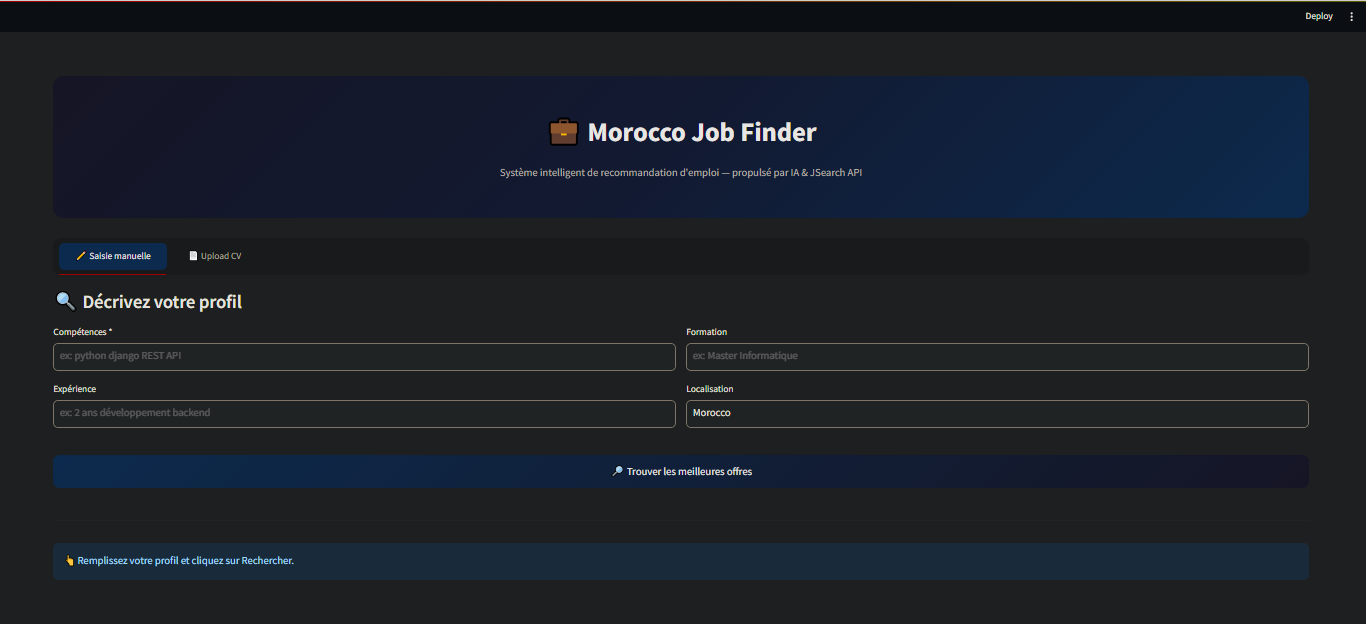 Deploy
Morocco Job Finder
Système intelligent de recommandation d'emploi — propulsé par IA & JSearch API
Saisie manuelle
Upload CV
Décrivez votre profil
Compétences *
Formation
ex: python django REST API
ex: Master Informatique
Expérience
Localisation
ex: 2 ans développement backend
Morocco
Trouver les meilleures offres
Remplissez votre profil et cliquez sur Rechercher.